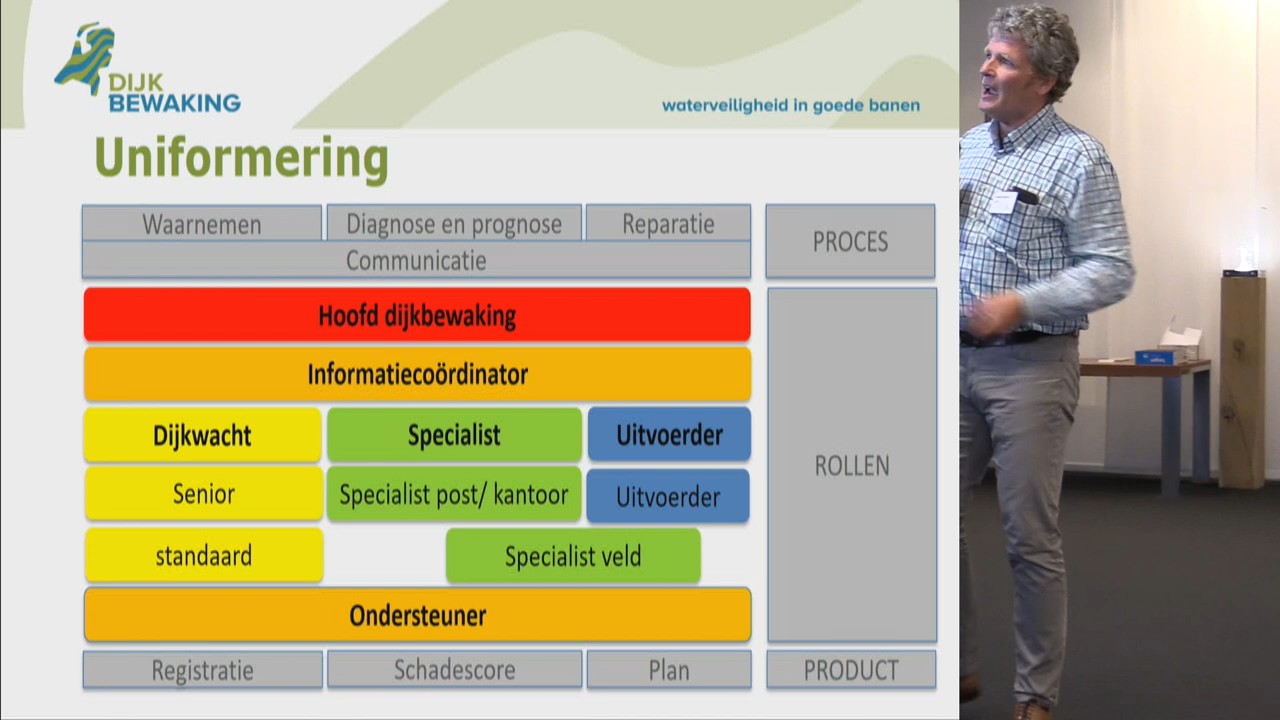 DIJK
BEWAKING
waterveiligheid in goede banen
Uniformering
Waarnemen
Diagnose en prognose
Reparatie
PROCES
Communicatie
Hoofd dijkbewaking
Informatiecoördinator
Dijkwacht
Specialist
Uitvoerder
ROLLEN
Senior
Specialist post/ kantoor
Uitvoerder
standaard
Specialist veld
Ondersteuner
Registratie
Schadescore
Plan
PRODUCT